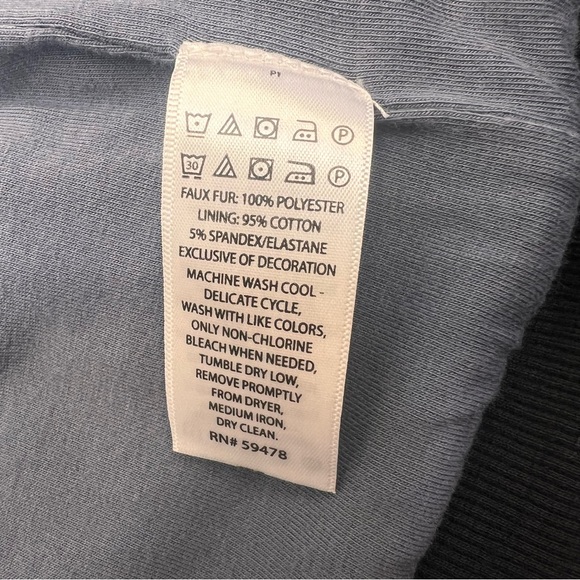 P1
P
30
P
FAUX FUR: 100% POLYESTER
LINING: 95% COTTON
5% SPANDEX/ELASTANE
EXCLUSIVE OF DECORATION
MACHINE WASH COOL -
DELICATE CYCLE,
WASH WITH LIKE COLORS,
ONLY NON-CHLORINE
BLEACH WHEN NEEDED,
TUMBLE DRY LOW,
REMOVE PROMPTLY
FROM DRYER,
MEDIUM IRON,
DRY CLEAN.
RN# 59478